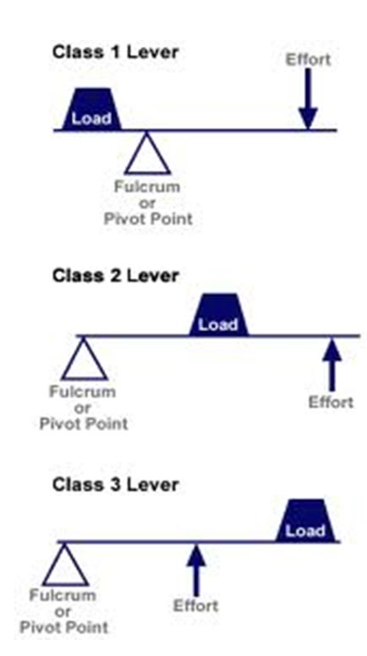 Class 1 Lever
Effort
Load
Fulcrum
or
Pivot Point
Class 2 Lever
Load
Fulcrum
or
Pivot Point
Effort
Class 3 Lever
Load
Fulcrum
or
Pivot Point
Effort